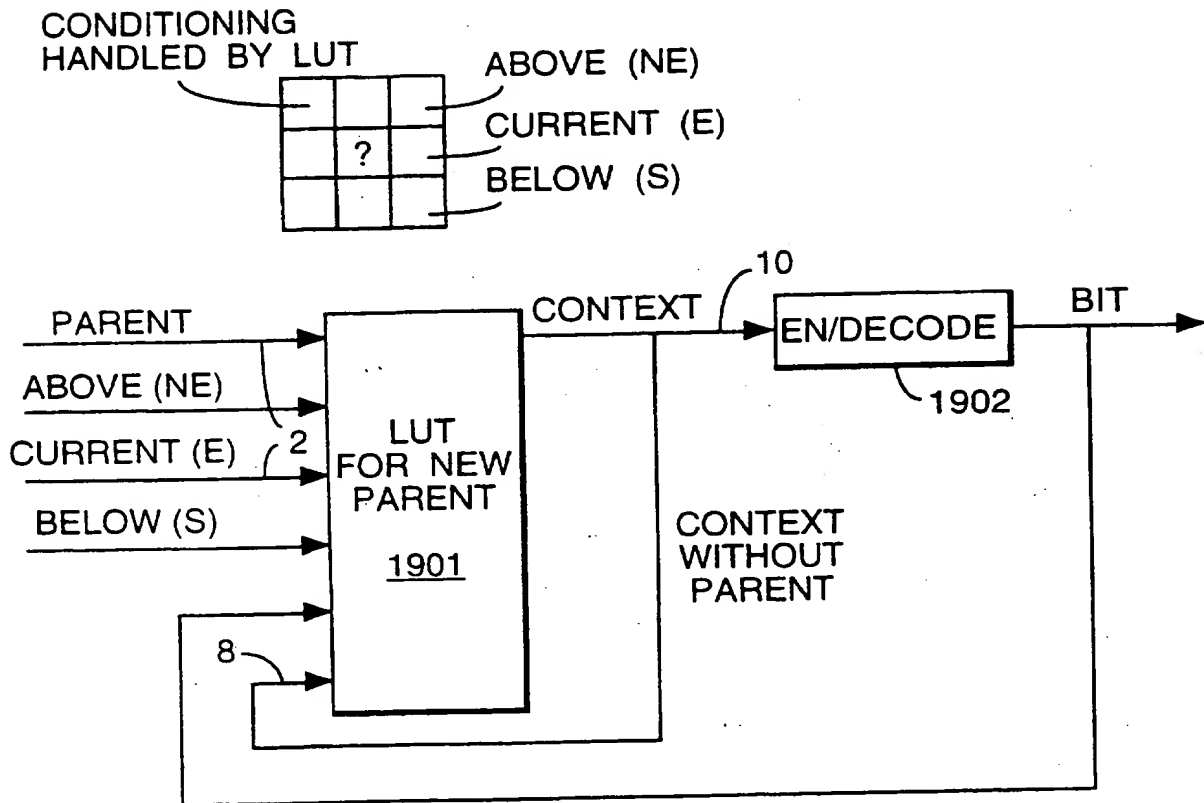 CONDITIONING
HANDLED BY LUT
ABOVE (NE)
CURRENT (E)
?
BELOW (S)
10
PARENT
CONTEXT
EN/DECODE
BIT
ABOVE (NE)
1902
2
CURRENT (E)
LUT
FOR NEW
PARENT
1901
BELOW (S)
CONTEXT
WITHOUT
PARENT
8